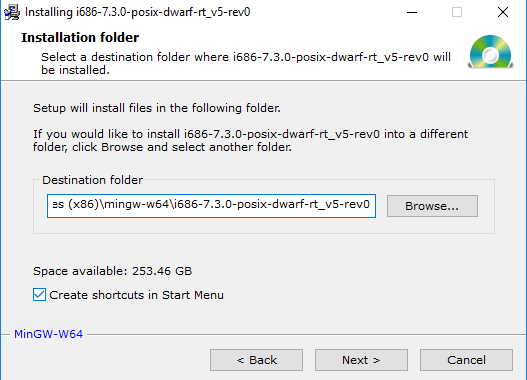 Installing i686-7.3.0-posix-dwarf-rt_v5-rev0
Installation folder
Select a destination folder where i686-7.3.0-posix-dwarf-rt_v5-rev0 will
be installed.
Setup will install files in the following folder.
If you would like to install i686-7.3.0-posix-dwarf-rt_v5-rev0 into a different
folder, click Browse and select another folder.
Destination folder
es (x86)\mingw-w64\i686-7.3.0-posix-dwarf-rt_v5-rev0
Browse...
Space available: 253.46 GB
Create shortcuts in Start Menu
MinGW-W64
< Back
Next >
Cancel